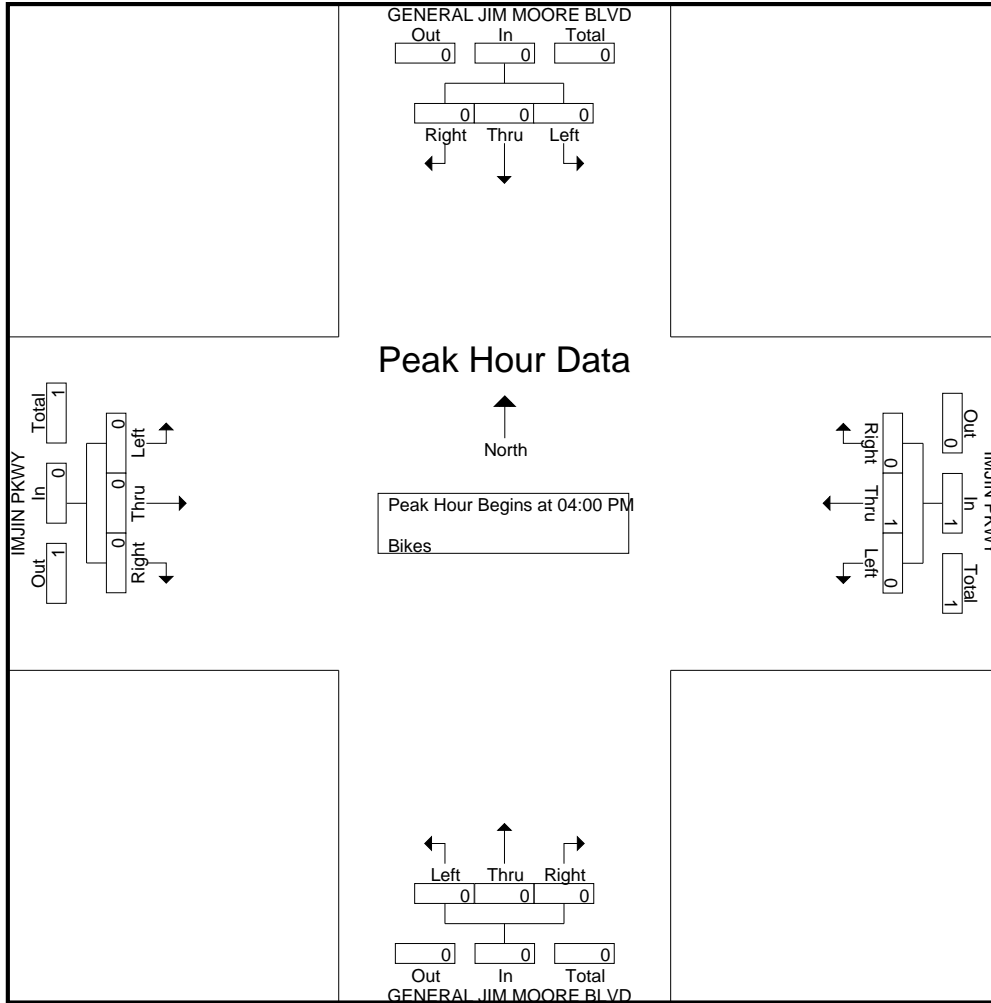 GENERAL JIM MOORE BLVD
Out In Total
0 0 0
0 0 0
Right Thru Left
Peak Hour Data
North
Peak Hour Begins at 04:00 PM
Bikes
IMJIN PKWY
Total In Out
1 0 1
0 0 0
Left Thru Right
Right Thru Left
0 1 0
Out In Total
0 1 1
IMJIN PKWY
Left Thru Right
0 0 0
0 0 0
Out In Total
GENERAL JIM MOORE BLVD